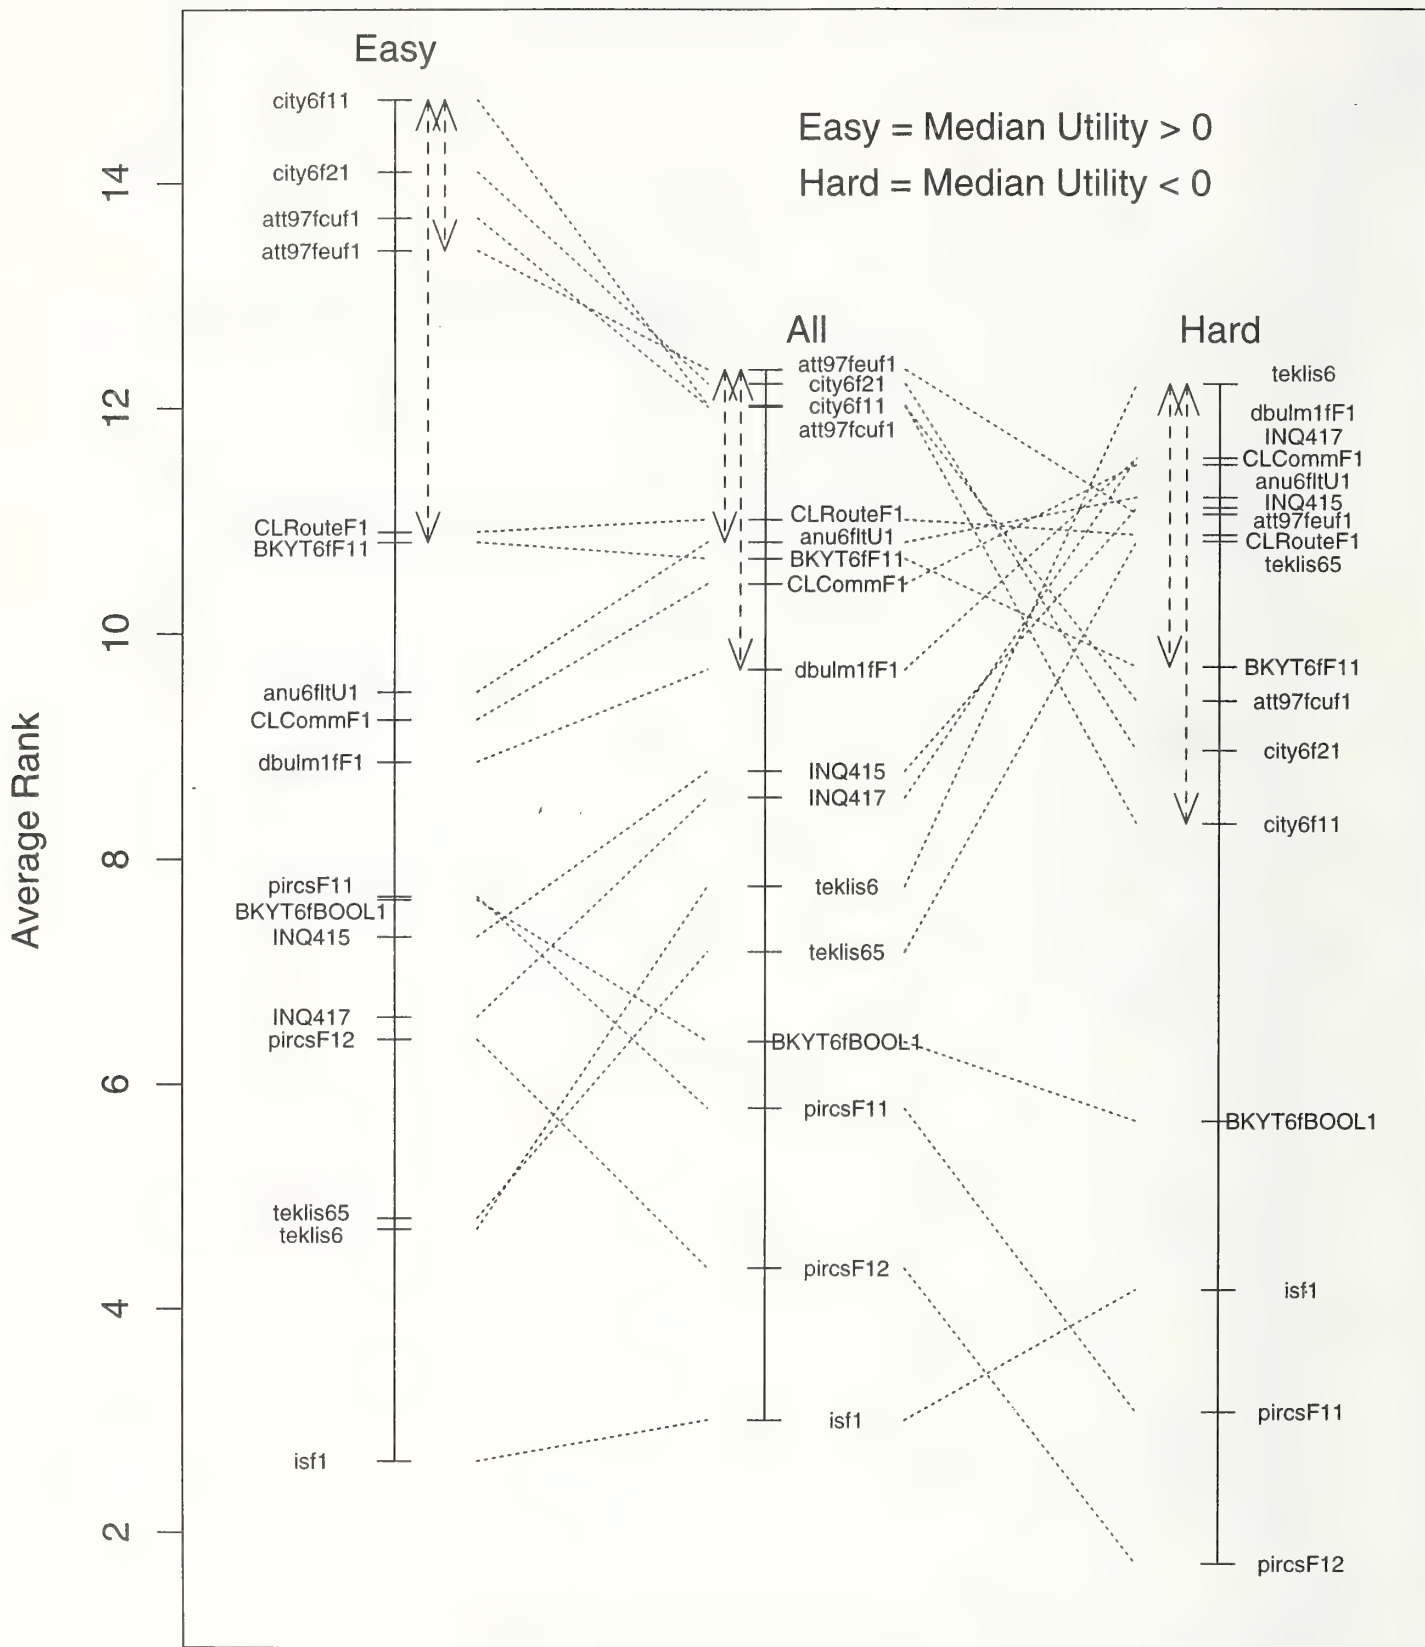 Easy
city6f11
city6f21
att97fcuf1
att97feuf1
CLRouteF1
BKYT6fF11
anu6fltU1
CLCommF1
dbulm1fF1
pircsF11
BKYT6fBOOL1
INQ415
INQ417
pircsF12
teklis65
teklis6
isf1
Easy = Median Utility > 0
Hard = Median Utility < 0
All
att97feuf1
city6f21
city6f11
att97fcuf1
CLRouteF1
anu6fltU1
BKYT6fF11
CLCommF1
dbulm1fF1
INQ415
INQ417
teklis6
teklis65
BKYT6fBOOL1
pircsF11
pircsF12
isf1
Hard
teklis6
dbulm1fF1
INQ417
CLCommF1
anu6fltU1
INQ415
att97feuf1
CLRouteF1
teklis65
BKYT6fF11
att97fcuf1
city6f21
city6f11
BKYT6fBOOL1
isf1
pircsF11
pircsF12
Average Rank
14
12
10
8
6
4
2